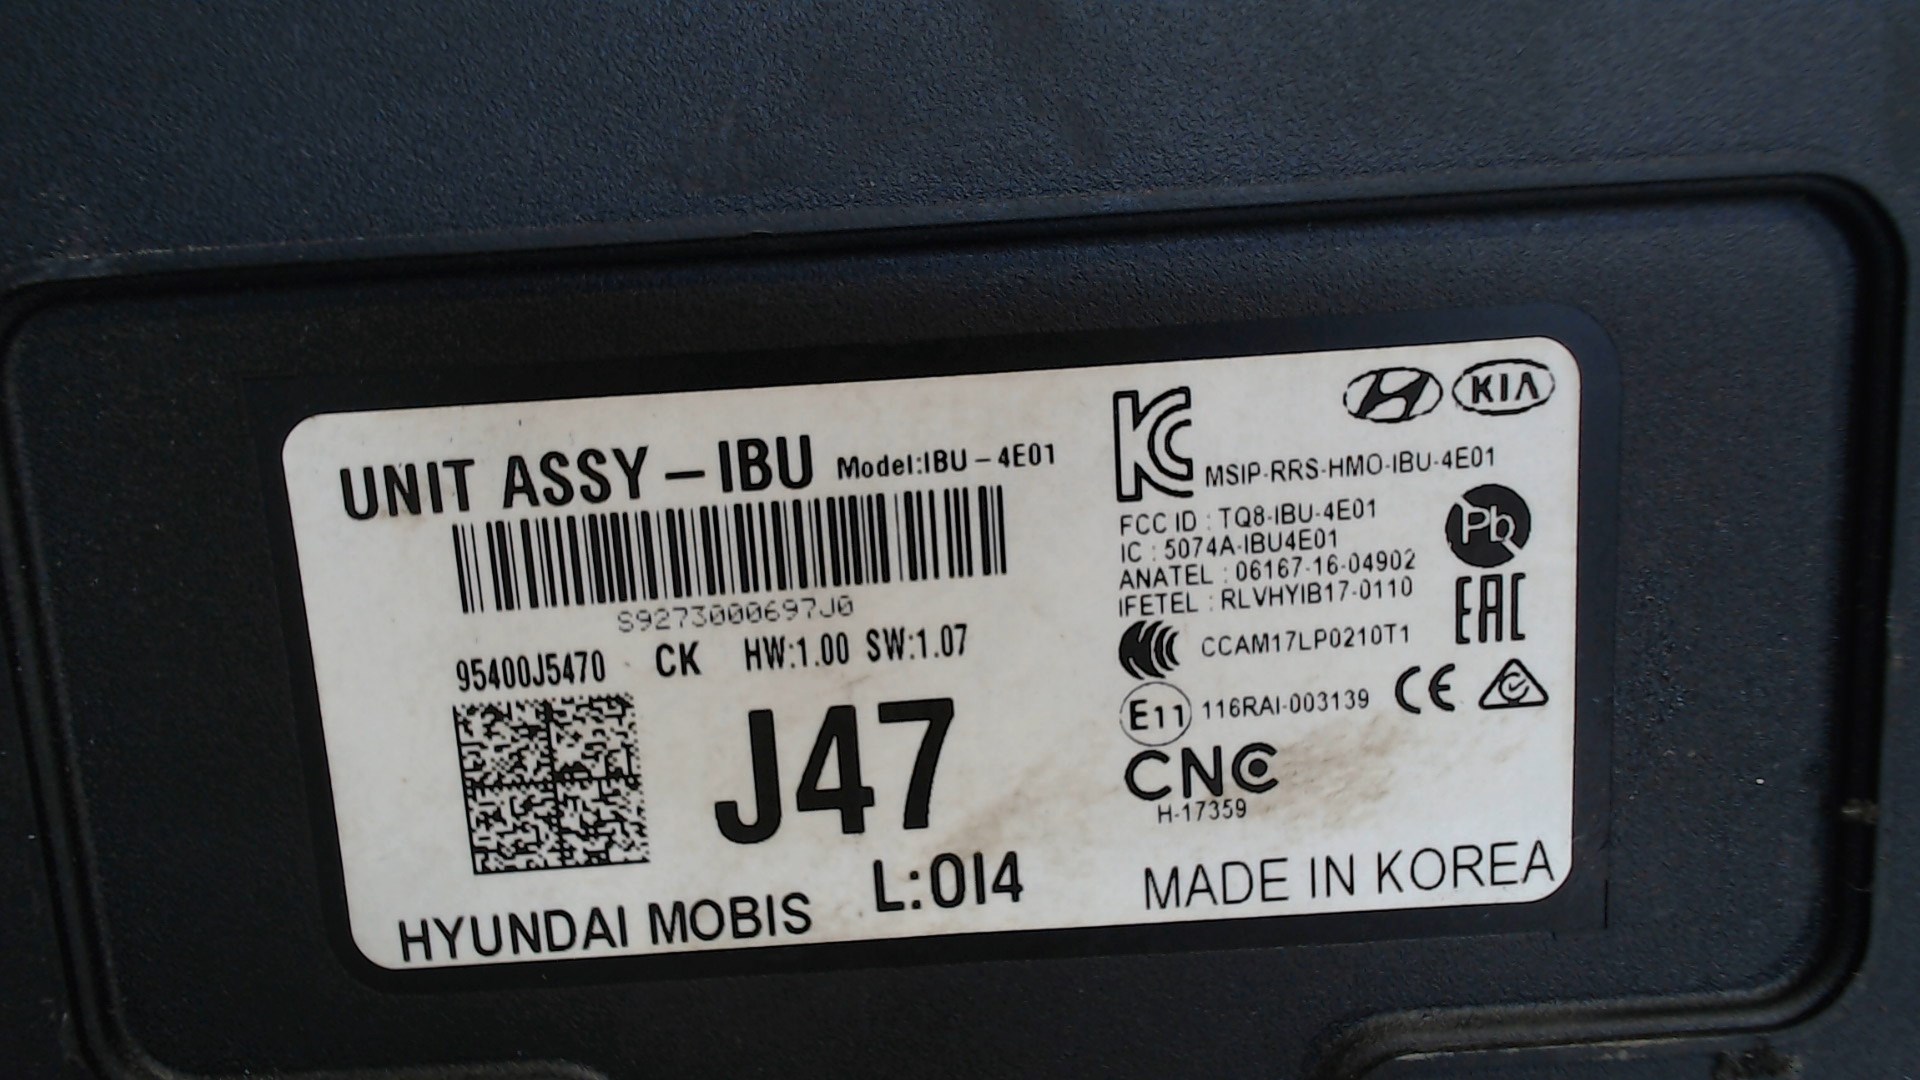 UNIT ASSY-IBU Model:IBU-4E01
S9273000697J0
95400J5470 CK HW:1.00 SW:1.07
J47
HYUNDAI MOBIS L:014
KC
KIA
MSIP-RRS-HMO-IBU-4E01
FCC ID : TQ8-IBU-4E01
IC : 5074A-IBU4E01
ANATEL : 06167-16-04902
IFETEL : RLVHYIB17-0110
Pb
EAC
CCAM17LP0210T1
E11 116RAI-003139 CE
CNC
H-17359
MADE IN KOREA